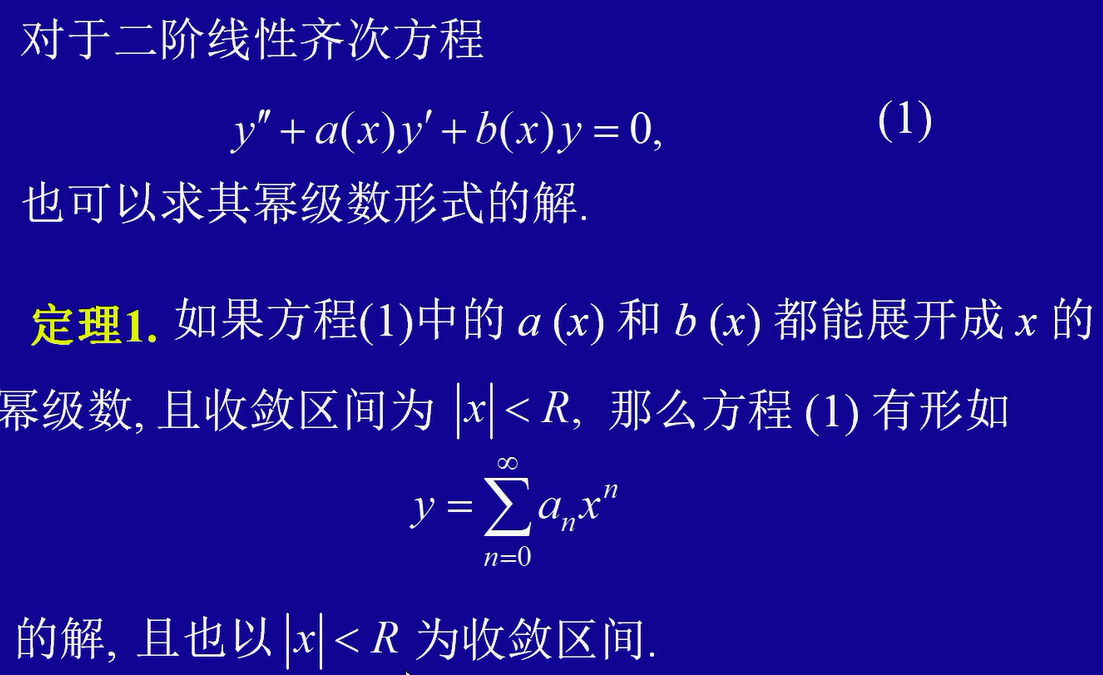 对于二阶线性齐次方程
y″ + a(x)y′ + b(x)y = 0, (1)
也可以求其幂级数形式的解.
定理1. 如果方程(1)中的 a (x) 和 b (x) 都能展开成 x 的
幂级数, 且收敛区间为 |x| < R, 那么方程 (1) 有形如
y = ∑_{n=0}^{∞} a_n x^n
的解, 且也以 |x| < R 为收敛区间.